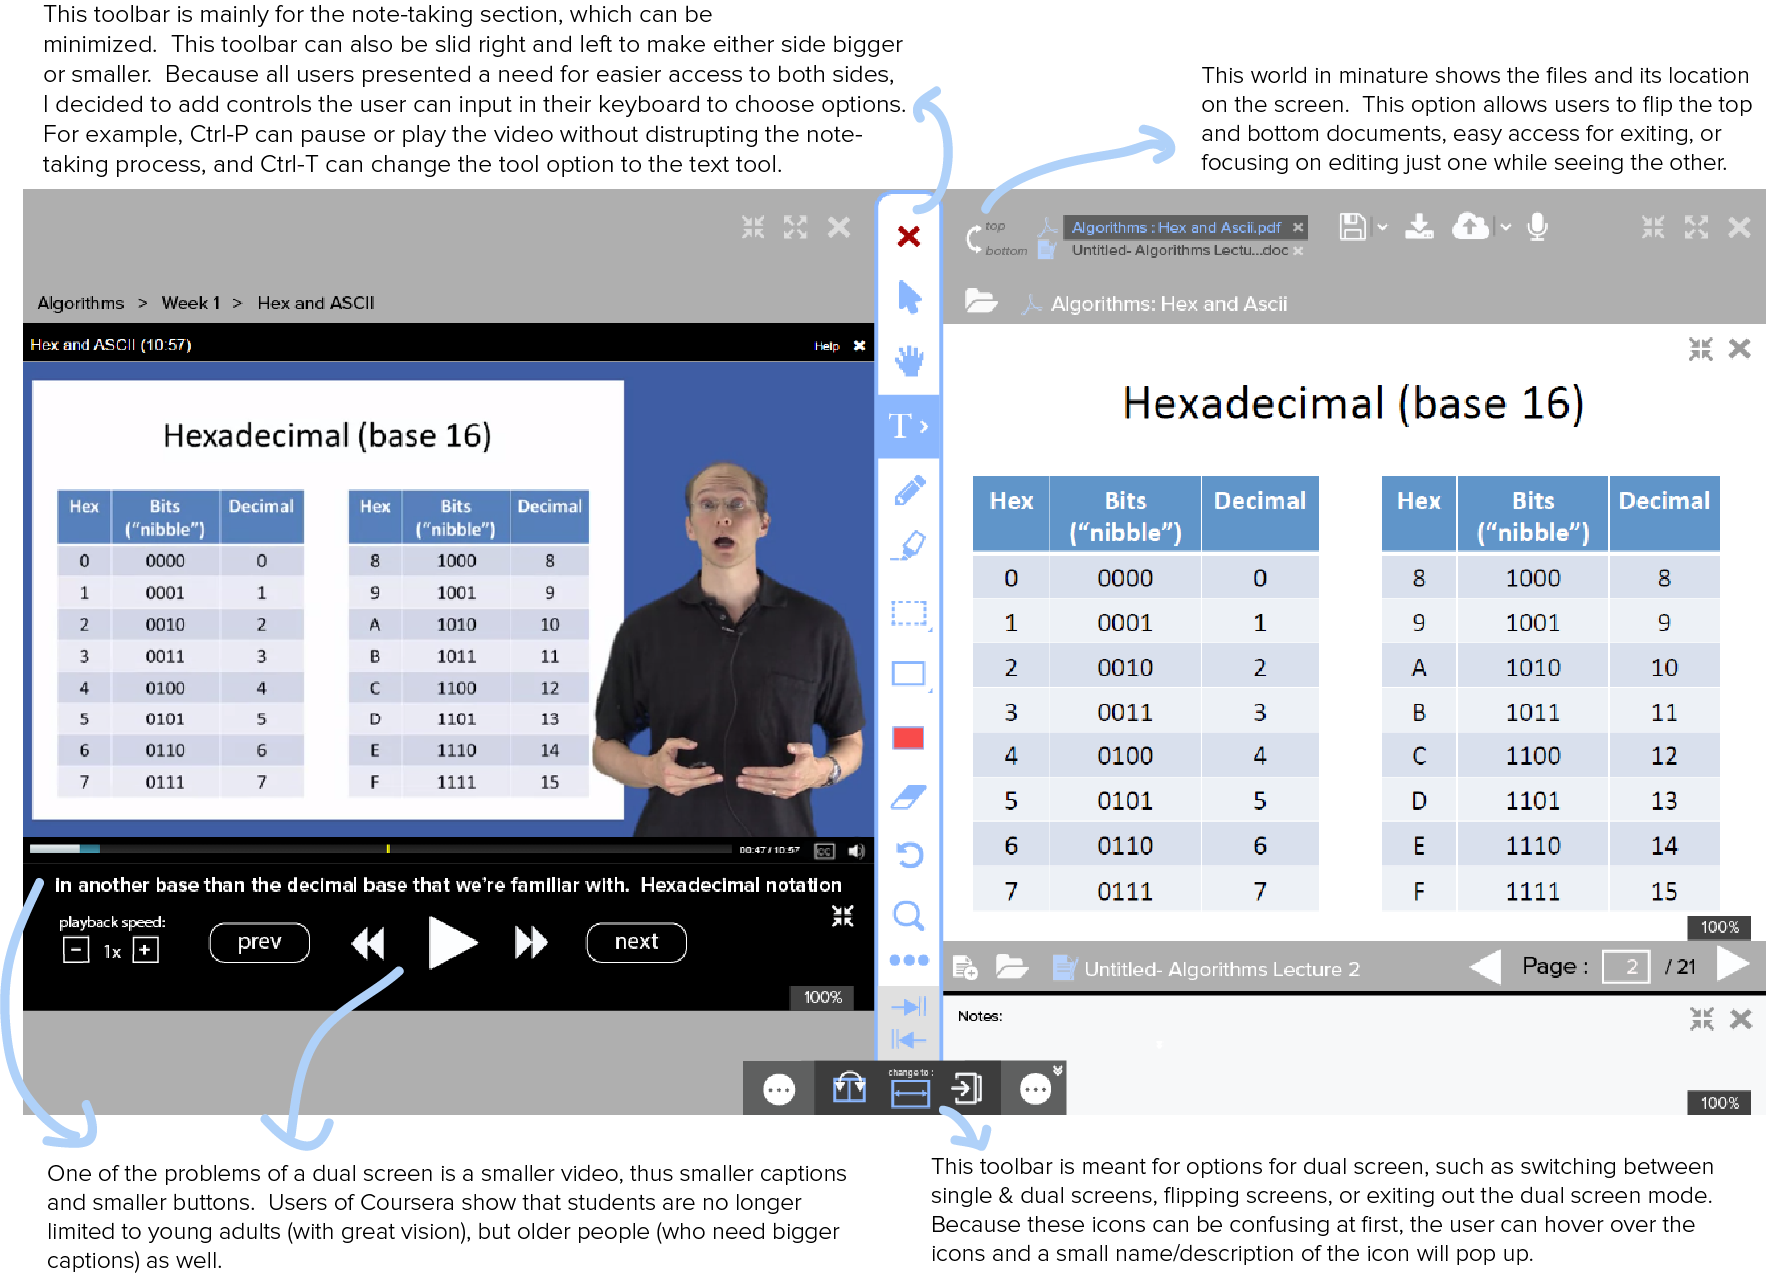 This toolbar is mainly for the note-taking section, which can be
minimized.  This toolbar can also be slid right and left to make either side bigger
or smaller.  Because all users presented a need for easier access to both sides,
I decided to add controls the user can input in their keyboard to choose options.
For example, Ctrl-P can pause or play the video without distrupting the note-
taking process, and Ctrl-T can change the tool option to the text tool.
This world in minature shows the files and its location
on the screen.  This option allows users to flip the top
and bottom documents, easy access for exiting, or
focusing on editing just one while seeing the other.
top
Algorithms : Hex and Ascii.pdf
bottom
Untitled- Algorithms Lectu...doc
Algorithms > Week 1 > Hex and ASCII
Algorithms: Hex and Ascii
Hex and ASCII (10:57)
Help
Hexadecimal (base 16)
Hex Bits Decimal Hex Bits Decimal
("nibble") ("nibble")
0 0000 0 8 1000 8
1 0001 1 9 1001 9
2 0010 2 A 1010 10
3 0011 3 B 1011 11
4 0100 4 C 1100 12
5 0101 5 D 1101 13
6 0110 6 E 1110 14
7 0111 7 F 1111 15
00:47 / 10:57
CC
In another base than the decimal base that we're familiar with.  Hexadecimal notation
playback speed:
- 1x +
prev
next
100%
T
Hexadecimal (base 16)
Hex Bits Decimal Hex Bits Decimal
("nibble") ("nibble")
0 0000 0 8 1000 8
1 0001 1 9 1001 9
2 0010 2 A 1010 10
3 0011 3 B 1011 11
4 0100 4 C 1100 12
5 0101 5 D 1101 13
6 0110 6 E 1110 14
7 0111 7 F 1111 15
100%
Untitled- Algorithms Lecture 2
Page : 2 / 21
Notes:
100%
change to :
One of the problems of a dual screen is a smaller video, thus smaller captions
and smaller buttons.  Users of Coursera show that students are no longer
limited to young adults (with great vision), but older people (who need bigger
captions) as well.
This toolbar is meant for options for dual screen, such as switching between
single & dual screens, flipping screens, or exiting out the dual screen mode.
Because these icons can be confusing at first, the user can hover over the
icons and a small name/description of the icon will pop up.